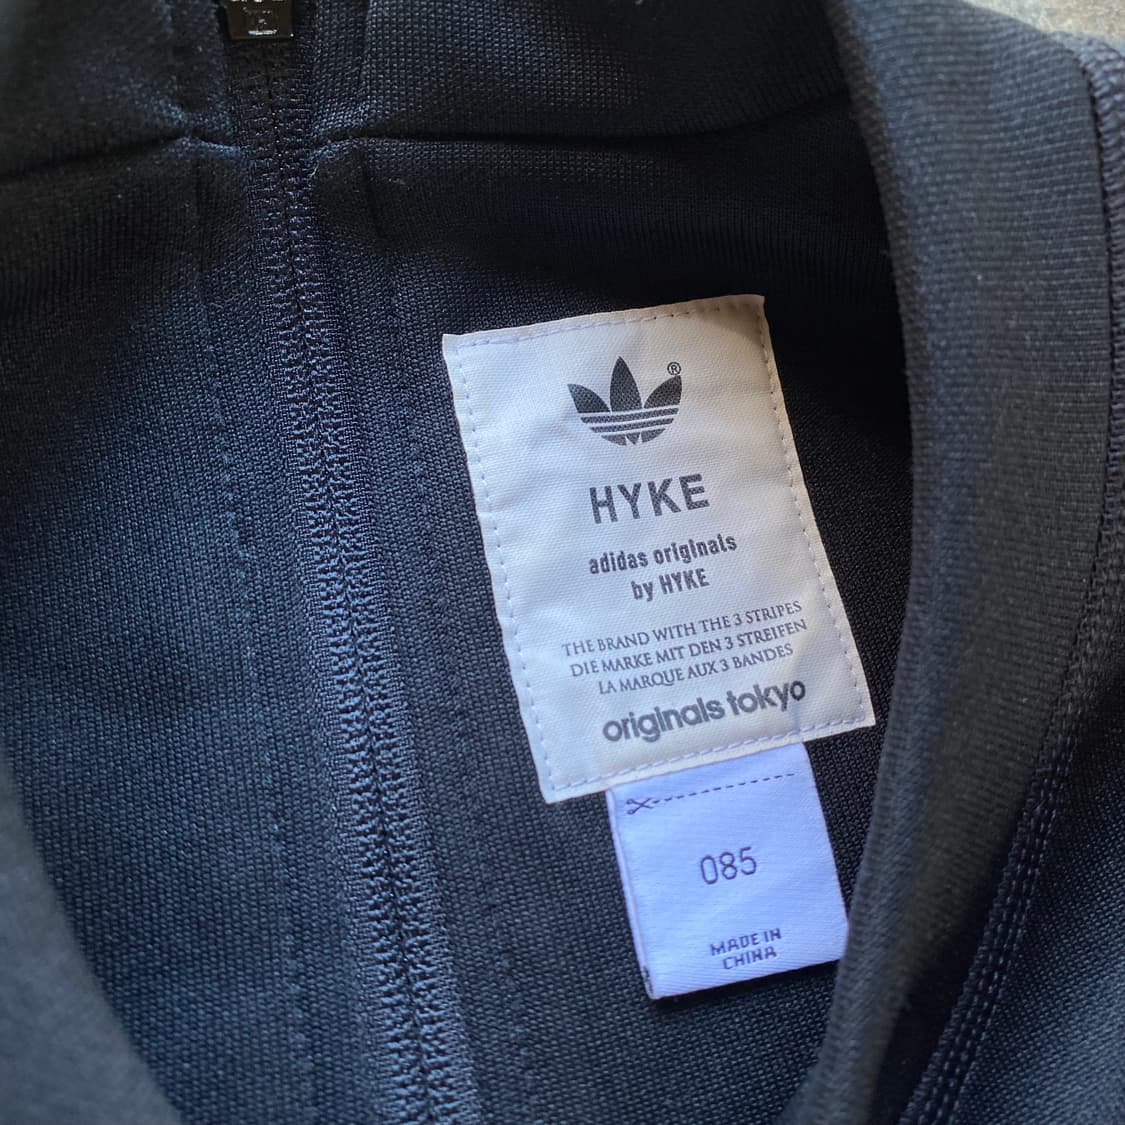 ®
HYKE
adidas originals
by HYKE
THE BRAND WITH THE 3 STRIPES
DIE MARKE MIT DEN 3 STREIFEN
LA MARQUE AUX 3 BANDES
originals tokyo
085
MADE IN
CHINA